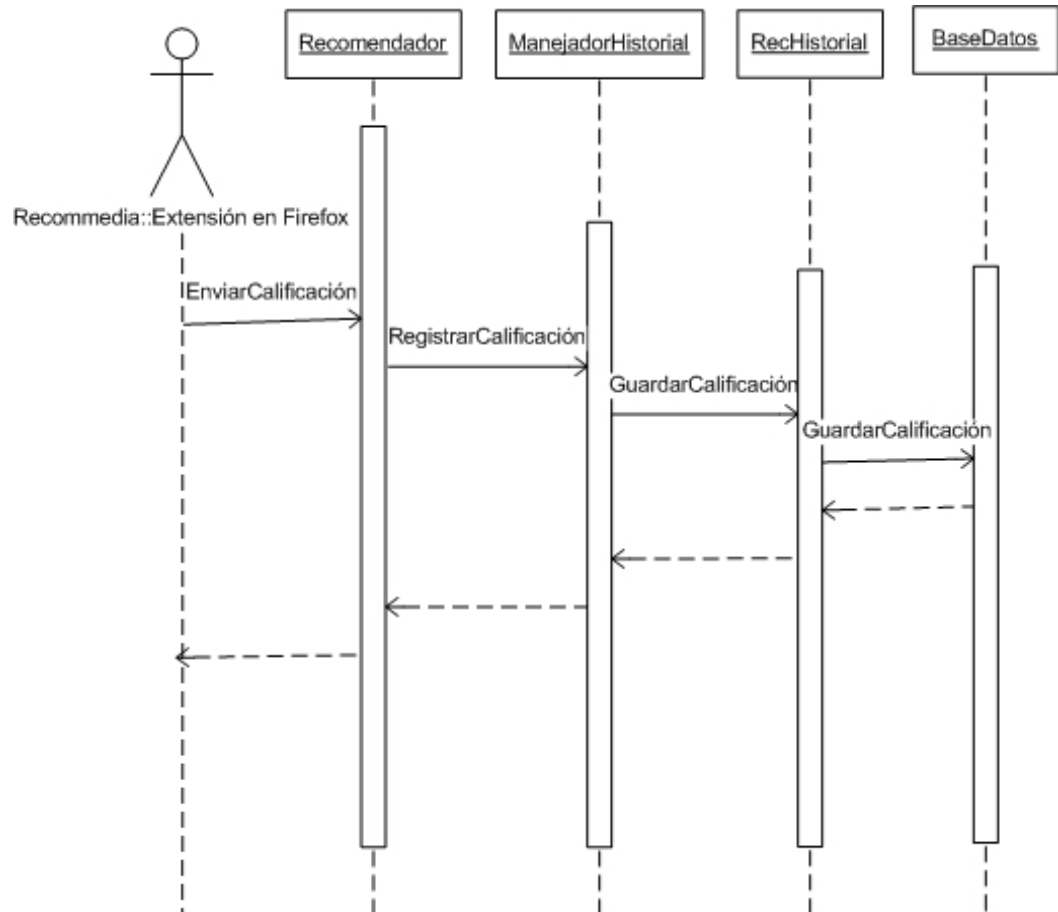 Recomendador
ManejadorHistorial
RecHistorial
BaseDatos
Recommedia::Extensión en Firefox
EnviarCalificación
RegistrarCalificación
GuardarCalificación
GuardarCalificación